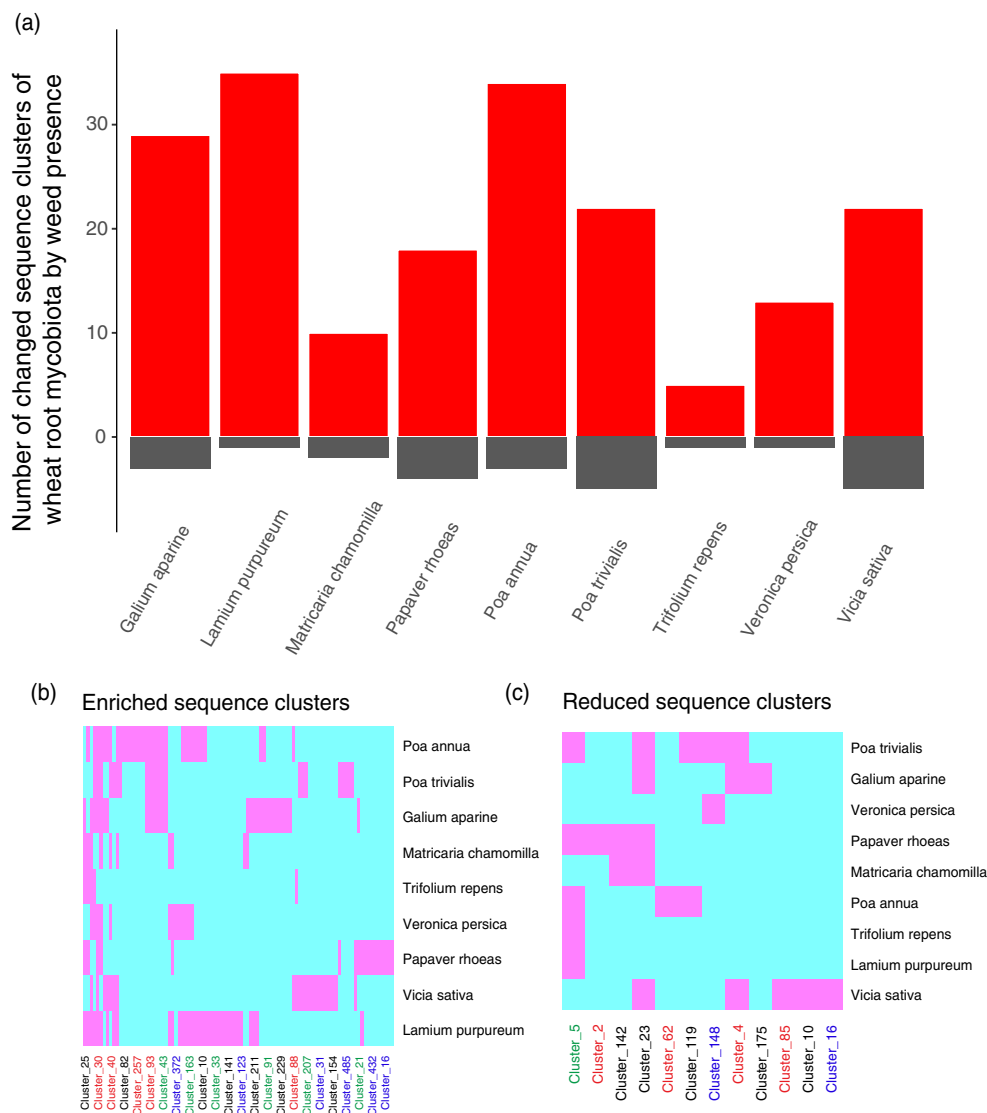 (a)
Number of changed sequence clusters of
wheat root mycobiota by weed presence
30
20
10
0
Galium aparine
Lamium purpureum
Matricaria chamomilla
Papaver rhoeas
Poa annua
Poa trivialis
Trifolium repens
Veronica persica
Vicia sativa
(b)
Enriched sequence clusters
Poa annua
Poa trivialis
Galium aparine
Matricaria chamomilla
Trifolium repens
Veronica persica
Papaver rhoeas
Vicia sativa
Lamium purpureum
Cluster_25
Cluster_30
Cluster_40
Cluster_82
Cluster_257
Cluster_93
Cluster_43
Cluster_372
Cluster_163
Cluster_10
Cluster_33
Cluster_141
Cluster_123
Cluster_211
Cluster_91
Cluster_229
Cluster_88
Cluster_207
Cluster_31
Cluster_154
Cluster_485
Cluster_21
Cluster_432
Cluster_16
(c)
Reduced sequence clusters
Poa trivialis
Galium aparine
Veronica persica
Papaver rhoeas
Matricaria chamomilla
Poa annua
Trifolium repens
Lamium purpureum
Vicia sativa
Cluster_5
Cluster_2
Cluster_142
Cluster_23
Cluster_62
Cluster_119
Cluster_148
Cluster_4
Cluster_175
Cluster_85
Cluster_10
Cluster_16